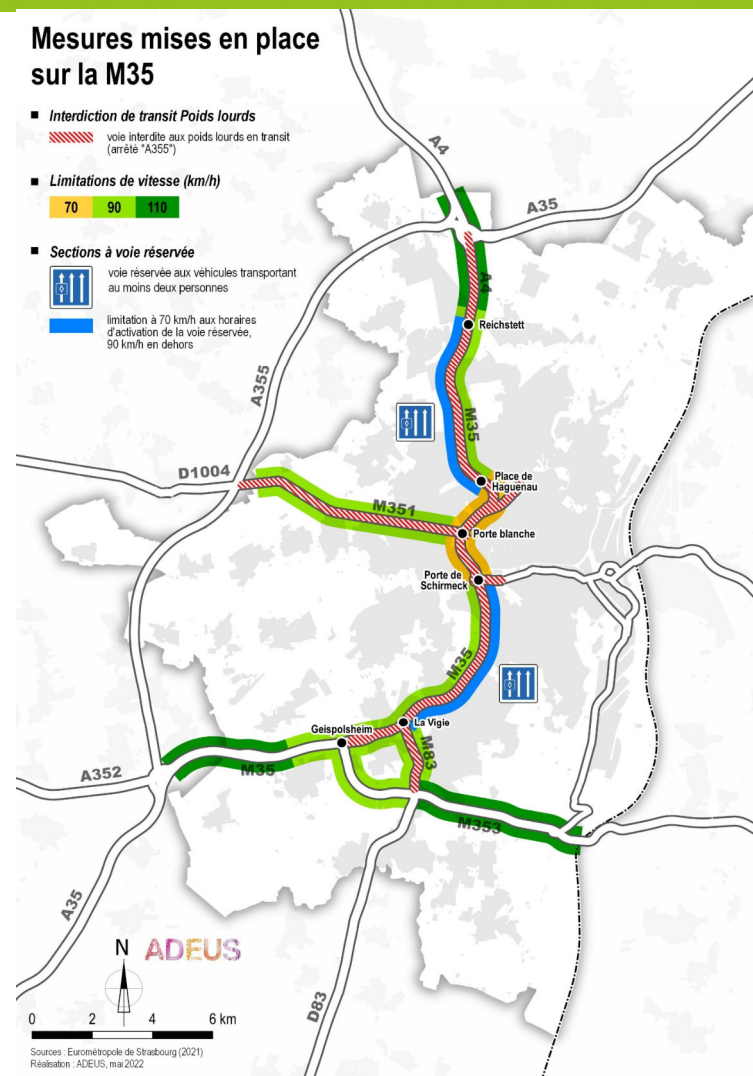 Mesures mises en place
sur la M35
Interdiction de transit Poids lourds
voie interdite aux poids lourds en transit
(arrêté "A355")
Limitations de vitesse (km/h)
70 90 110
Sections à voie réservée
voie réservée aux véhicules transportant
au moins deux personnes
limitation à 70 km/h aux horaires
d'activation de la voie réservée,
90 km/h en dehors
A4
A35
A4
Reichstett
A355
M35
D1004
Place de
Haguenau
M351
Porte blanche
Porte de
Schirmeck
M35
Geispolsheim
La Vigie
M83
A352
M35
M353
A35
D83
N
ADEUS
0 2 4 6 km
Sources : Eurométropole de Strasbourg (2021)
Réalisation : ADEUS, mai 2022